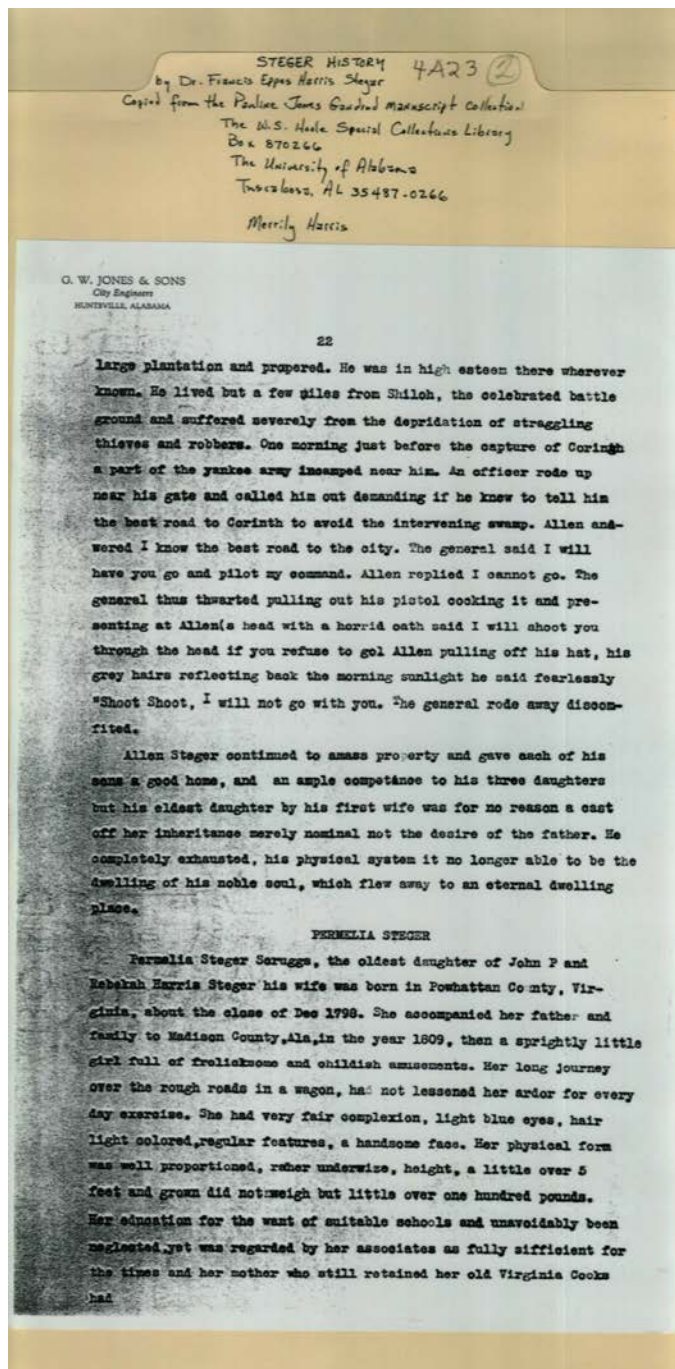 STEGER HISTORY 4A23 2
by Dr. Francis Eppes Harris Steger
Copied from the Pauline Jones Gandrud manuscript collection
The W.S. Hoole Special Collections Library
Box 870266
The University of Alabama
Tuscaloosa, AL 35487-0266
Merrily Harris
G. W. JONES & SONS
City Engineers
HUNTSVILLE, ALABAMA
22
large plantation and propered. He was in high esteem there wherever
known. He lived but a few miles from Shiloh, the celebrated battle
ground and suffered severely from the depridation of straggling
thieves and robbers. One morning just before the capture of Corinth
a part of the yankee army incamped near him. An officer rode up
near his gate and called him out demanding if he knew to tell him
the best road to Corinth to avoid the intervening swamp. Allen and-
wered I know the best road to the city. The general said I will
have you go and pilot my command. Allen replied I cannot go. The
general thus thwarted pulling out his pistol cocking it and pre-
senting at Allen(s head with a horrid oath said I will shoot you
through the head if you refuse to gol Allen pulling off his hat, his
grey hairs reflecting back the morning sunlight he said fearlessly
"Shoot Shoot, I will not go with you. The general rode away discom-
fited.
Allen Steger continued to amass property and gave each of his
sons a good home, and an ample competance to his three daughters
but his eldest daughter by his first wife was for no reason a cast
off her inheritance merely nominal not the desire of the father. He
completely exhausted, his physical system it no longer able to be the
dwelling of his noble soul, which flew away to an eternal dwelling
place.
PERMELIA STEGER
Permelia Steger Scruggs, the oldest daughter of John P and
Rebekah Harris Steger his wife was born in Powhattan County, Vir-
ginia, about the close of Dec 1798. She accompanied her father and
family to Madison County,Ala,in the year 1809, then a sprightly little
girl full of frolicksome and childish amusements. Her long journey
over the rough roads in a wagon, had not lessened her ardor for every
day exercise. She had very fair complexion, light blue eyes, hair
light colored,regular features, a handsome face. Her physical form
was well proportioned, raher underwize, height, a little over 5
feet and grown did not weigh but little over one hundred pounds.
Her education for the want of suitable schools and unavoidably been
neglected,yet was regarded by her associates as fully sifficient for
the times and her mother who still retained her old Virginia Cooks
had